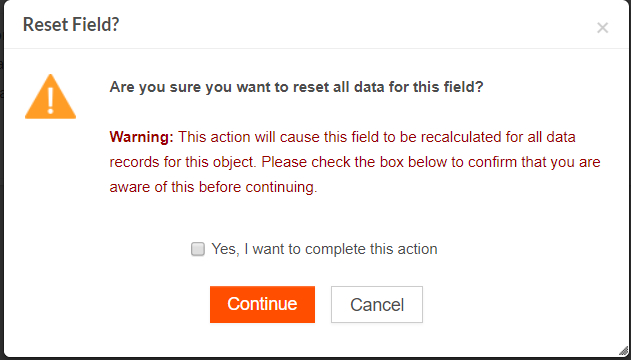 Reset Field?
×
Are you sure you want to reset all data for this field?
Warning: This action will cause this field to be recalculated for all data
records for this object. Please check the box below to confirm that you are
aware of this before continuing.
Yes, I want to complete this action
Continue
Cancel